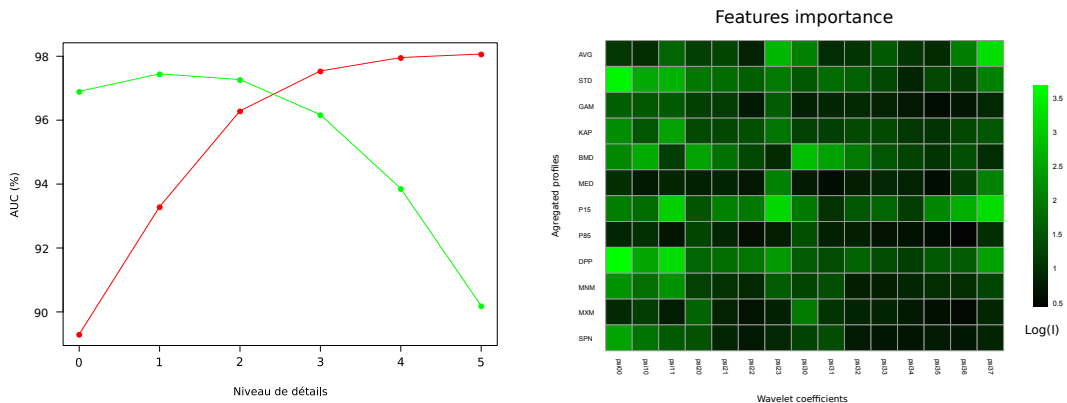 98
96
94
92
90
AUC (%)
0 1 2 3 4 5
Niveau de détails
Features importance
AVG
STD
GAM
KAP
BMD
MED
P15
P85
DPP
MNM
MXM
SPN
Agregated profiles
psi00 psi10 psi11 psi20 psi21 psi22 psi23 psi30 psi31 psi32 psi33 psi34 psi35 psi36 psi37
Wavelet coefficients
3.5
3
2.5
2
1.5
1
0.5
Log(I)